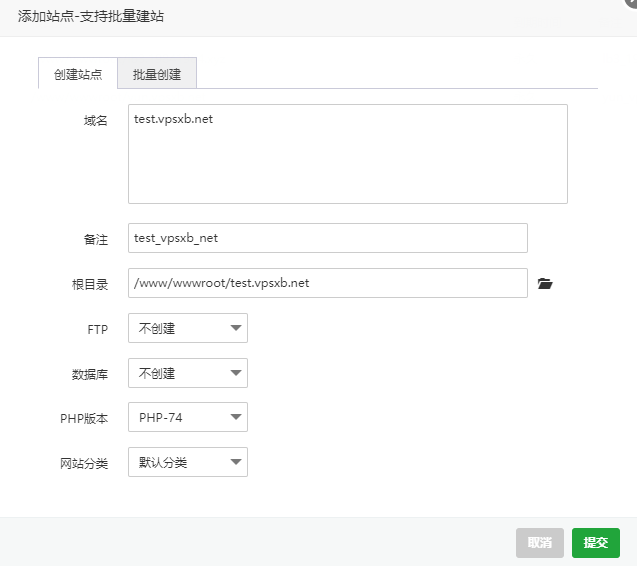 添加站点-支持批量建站
创建站点 批量创建
域名 test.vpsxb.net
备注 test_vpsxb_net
根目录 /www/wwwroot/test.vpsxb.net
FTP 不创建
数据库 不创建
PHP版本 PHP-74
网站分类 默认分类
取消 提交